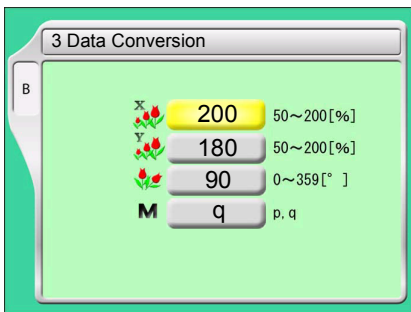 3 Data Conversion
B
X 200 50～200[%]
Y 180 50～200[%]
90 0～359[° ]
M q p, q